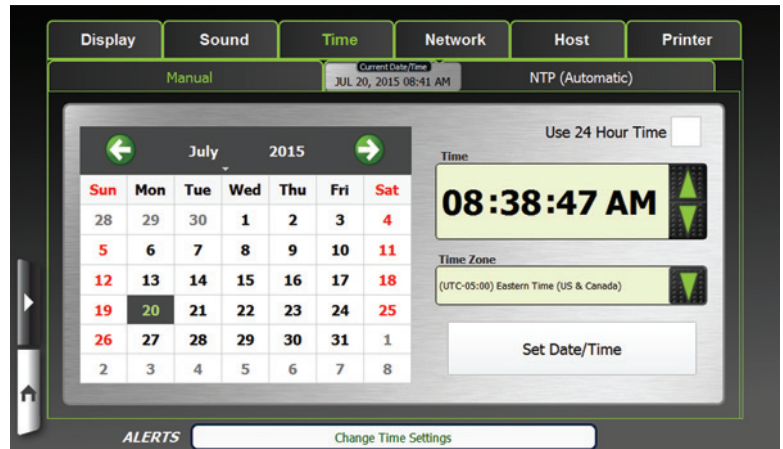 Display Sound Time Network Host Printer
Manual Current Date/Time NTP (Automatic)
JUL 20, 2015 08:41 AM
Use 24 Hour Time
July 2015
Time
Sun Mon Tue Wed Thu Fri Sat
08:38:47 AM
28 29 30 1 2 3 4
5 6 7 8 9 10 11
Time Zone
12 13 14 15 16 17 18
(UTC-05:00) Eastern Time (US & Canada)
19 20 21 22 23 24 25
26 27 28 29 30 31 1
Set Date/Time
2 3 4 5 6 7 8
ALERTS Change Time Settings